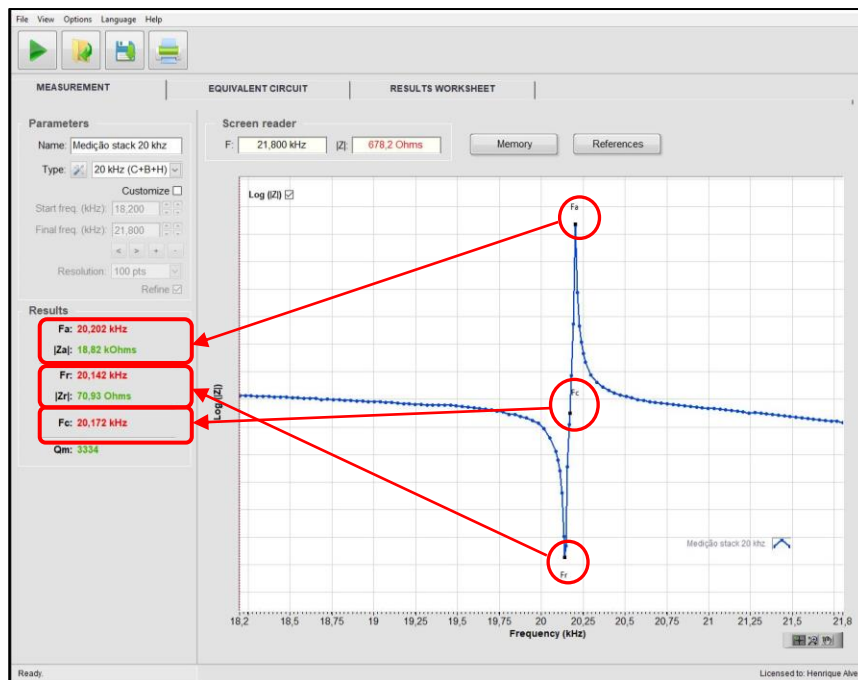 File View Options Language Help
MEASUREMENT EQUIVALENT CIRCUIT RESULTS WORKSHEET
Parameters
Name: Medição stack 20 khz
Type: 20 kHz (C+B+H)
Customize
Start freq. (kHz): 18,200
Final freq. (kHz): 21,800
< > + -
Resolution: 100 pts
Refine
Results
Fa: 20,202 kHz
|Za|: 18,82 kOhms
Fr: 20,142 kHz
|Zr|: 70,93 Ohms
Fc: 20,172 kHz
Qm: 3334
Screen reader
F: 21,800 kHz |Z|: 678,2 Ohms
Memory References
Log (|Z|)
Fa
Fc
Fr
Log(|Z|)
Medição stack 20 khz
18,2 18,5 18,75 19 19,25 19,5 19,75 20 20,25 20,5 20,75 21 21,25 21,5 21,8
Frequency (kHz)
Ready. Licensed to: Henrique Alve